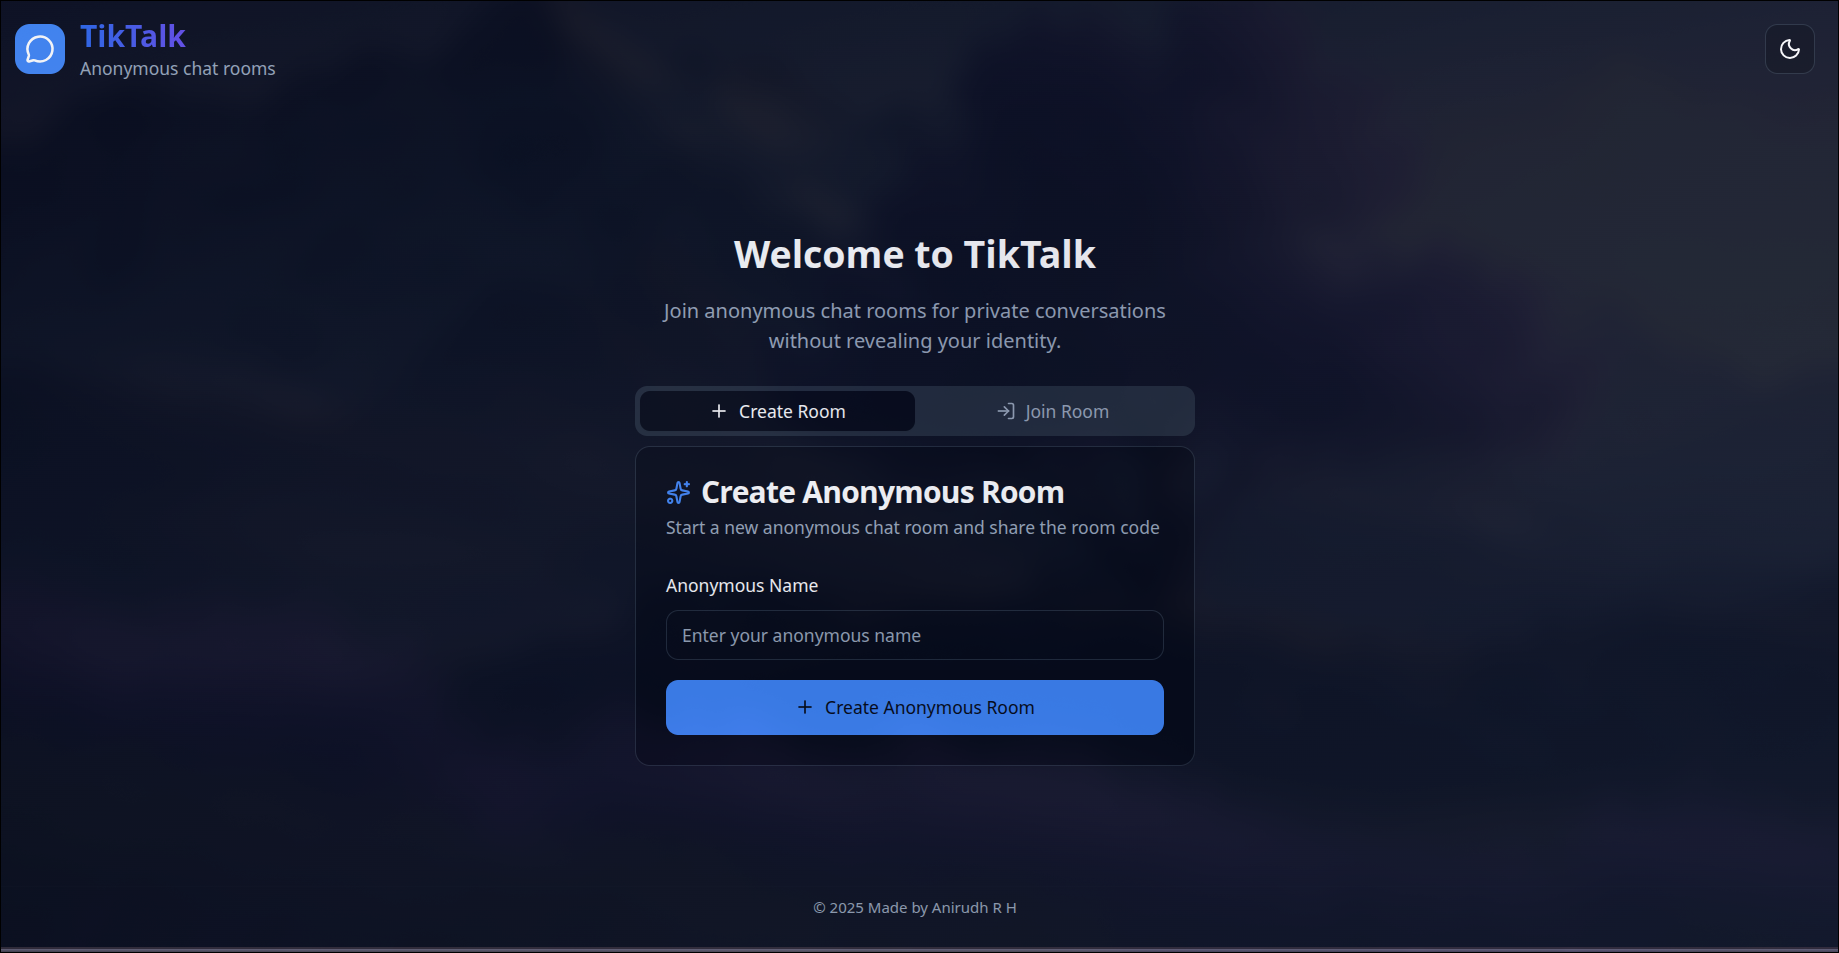 TikTalk
Anonymous chat rooms
Welcome to TikTalk
Join anonymous chat rooms for private conversations
without revealing your identity.
Create Room
Join Room
Create Anonymous Room
Start a new anonymous chat room and share the room code
Anonymous Name
Enter your anonymous name
Create Anonymous Room
© 2025 Made by Anirudh R H